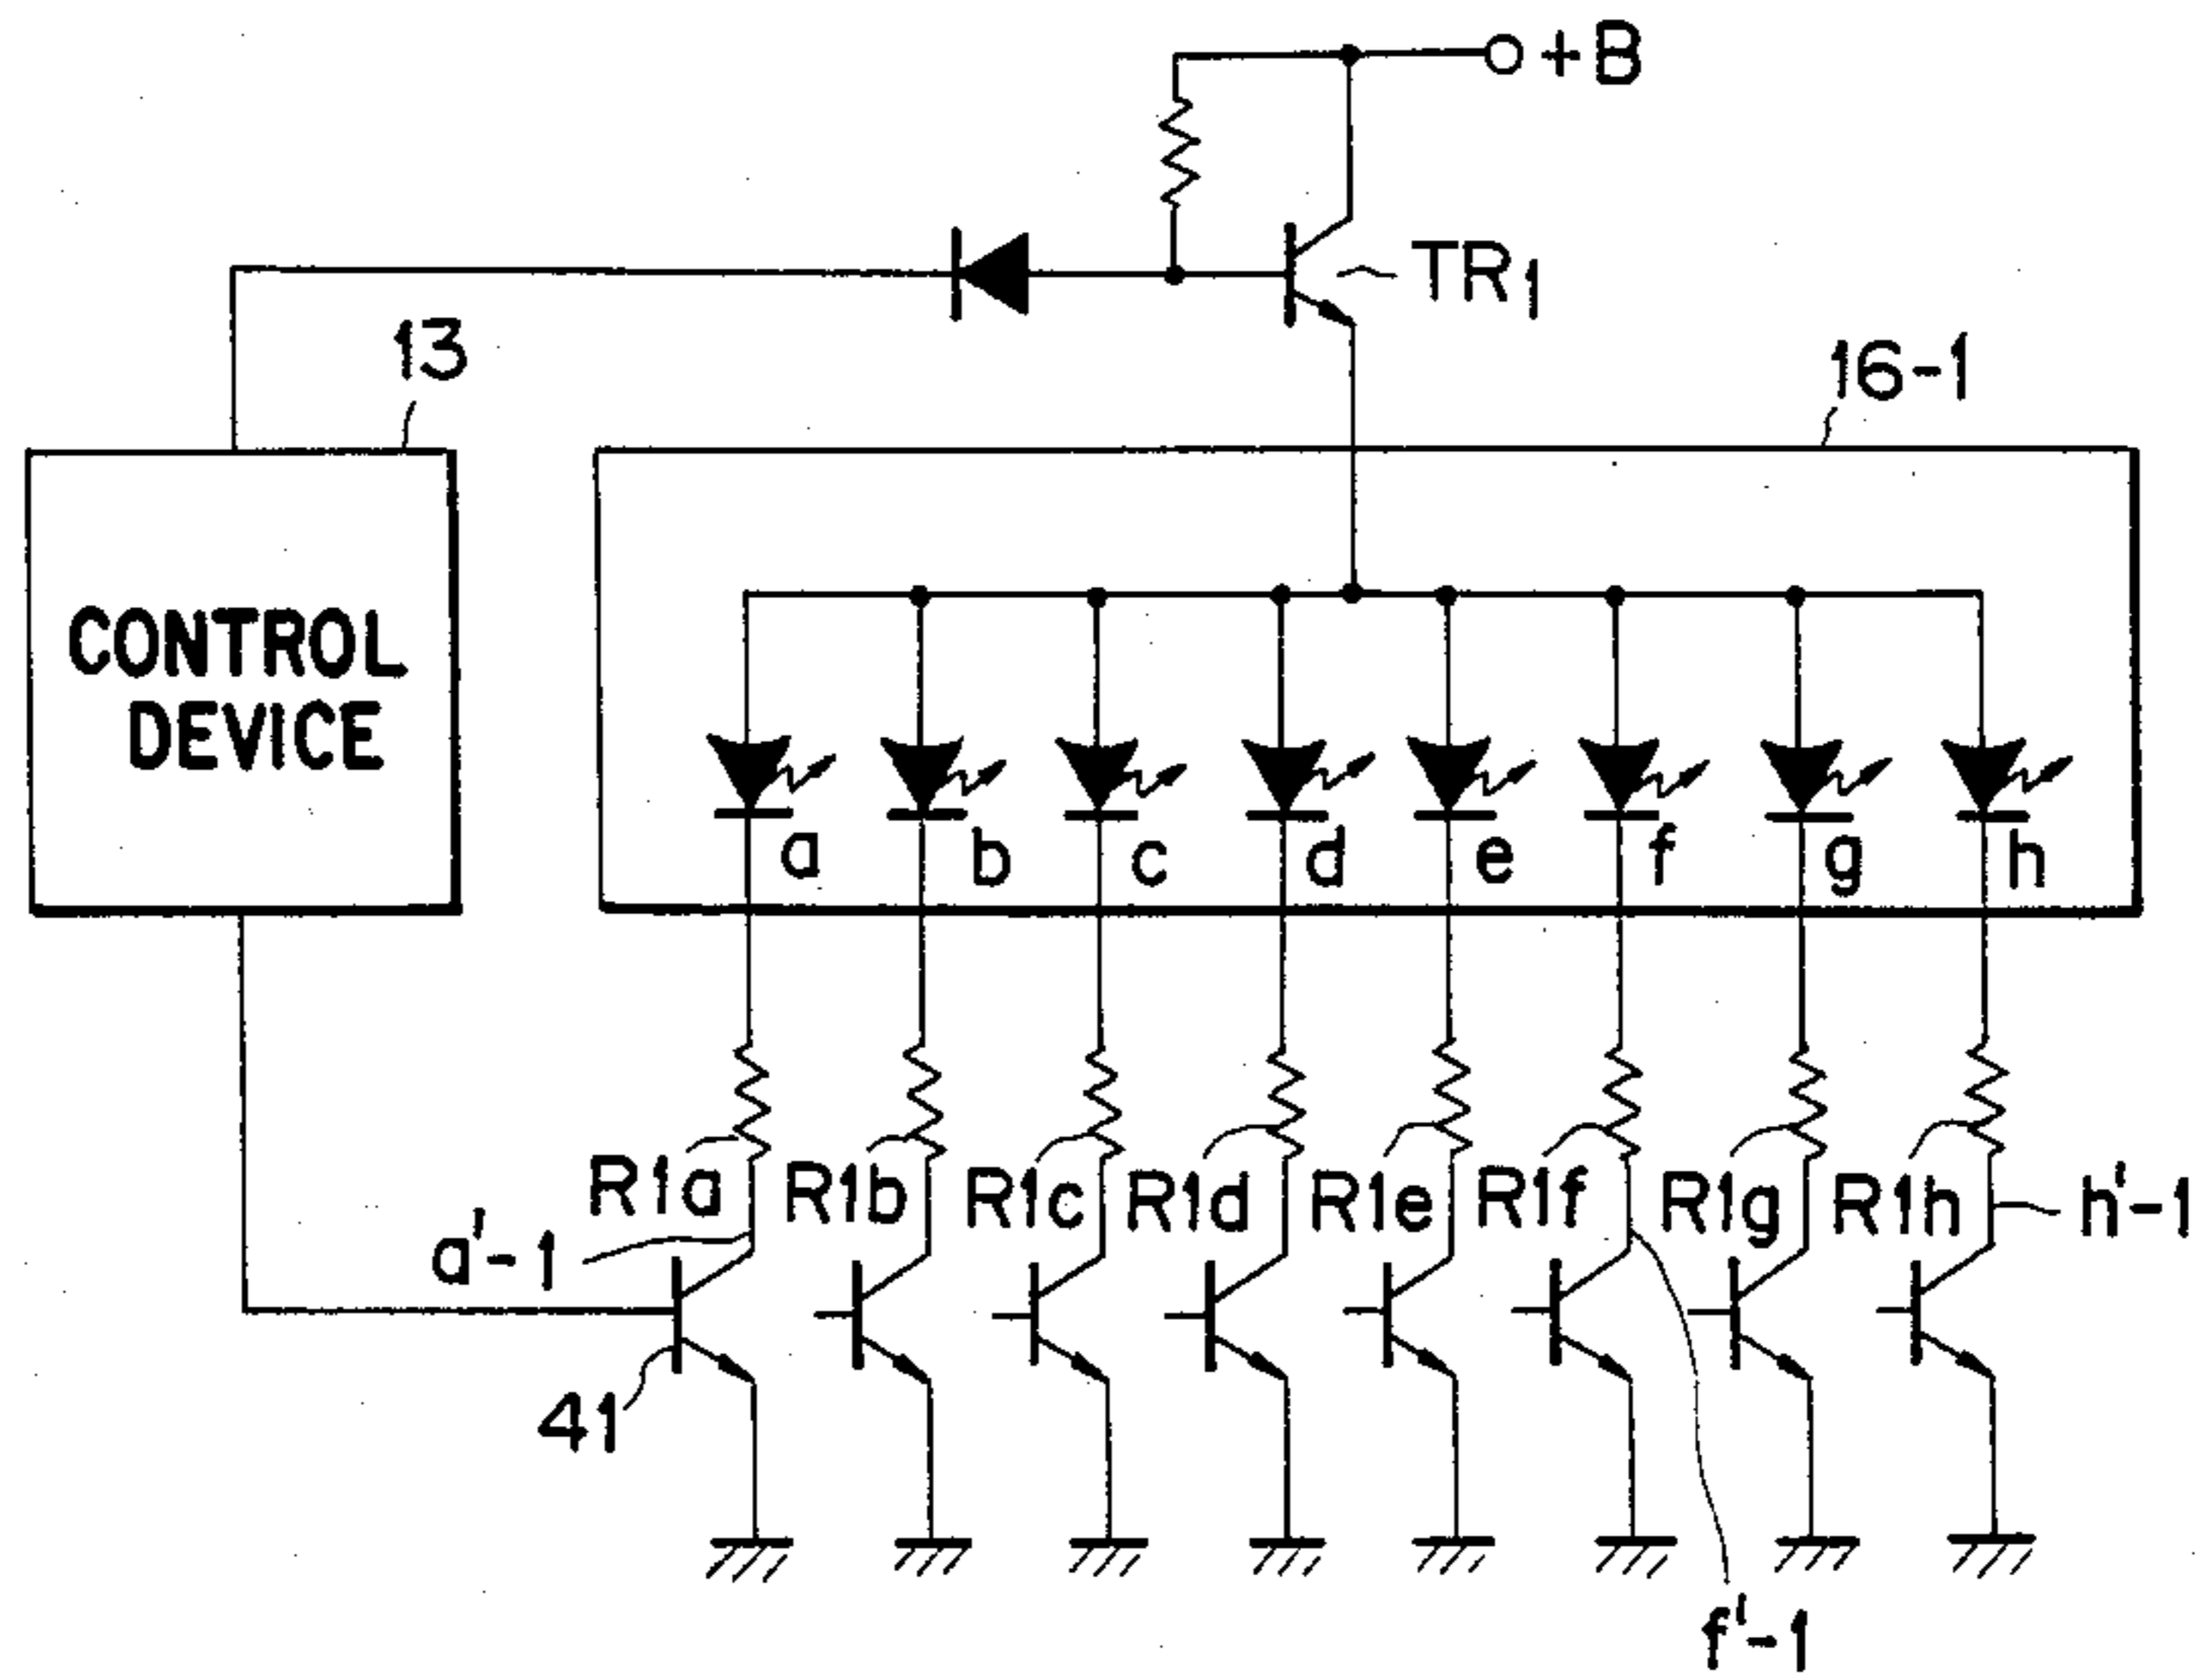 +B
TR1
13
16-1
CONTROL
DEVICE
a b c d e f g h
R1a R1b R1c R1d R1e R1f R1g R1h h'-1
a'-1
41
f'-1